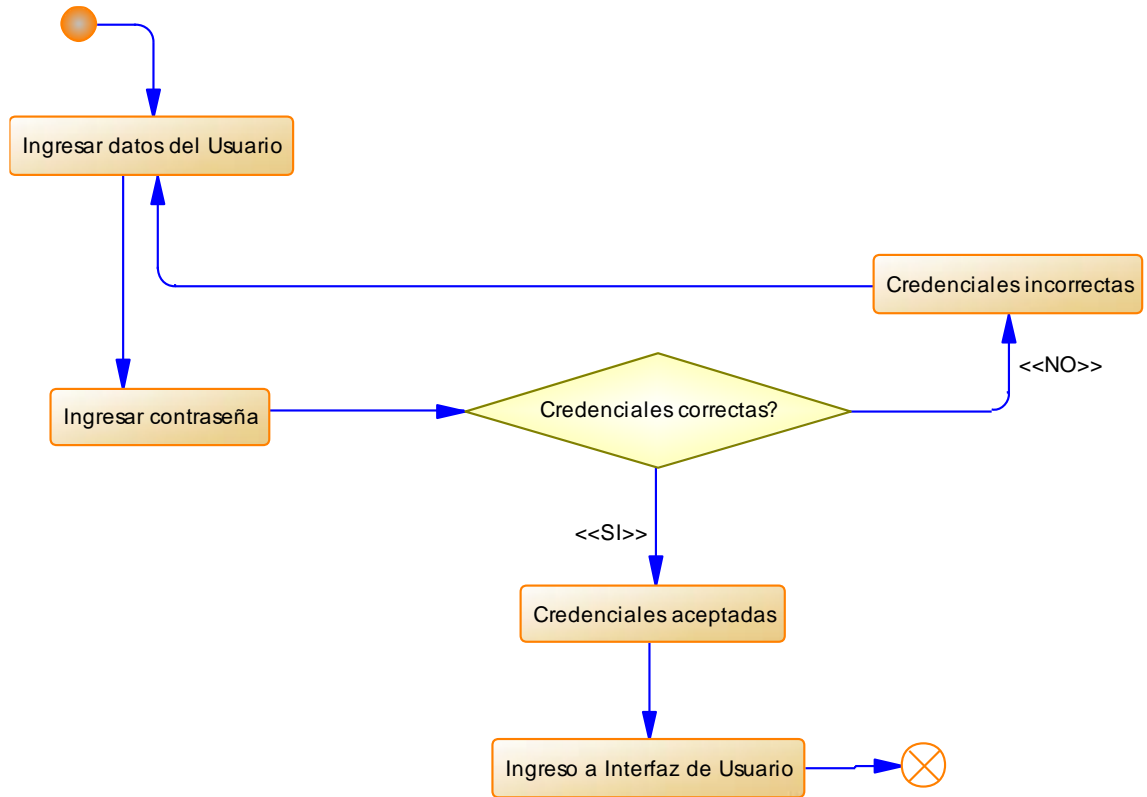 Ingresar datos del Usuario
Credenciales incorrectas
<<NO>>
Ingresar contraseña
Credenciales correctas?
<<SI>>
Credenciales aceptadas
Ingreso a Interfaz de Usuario